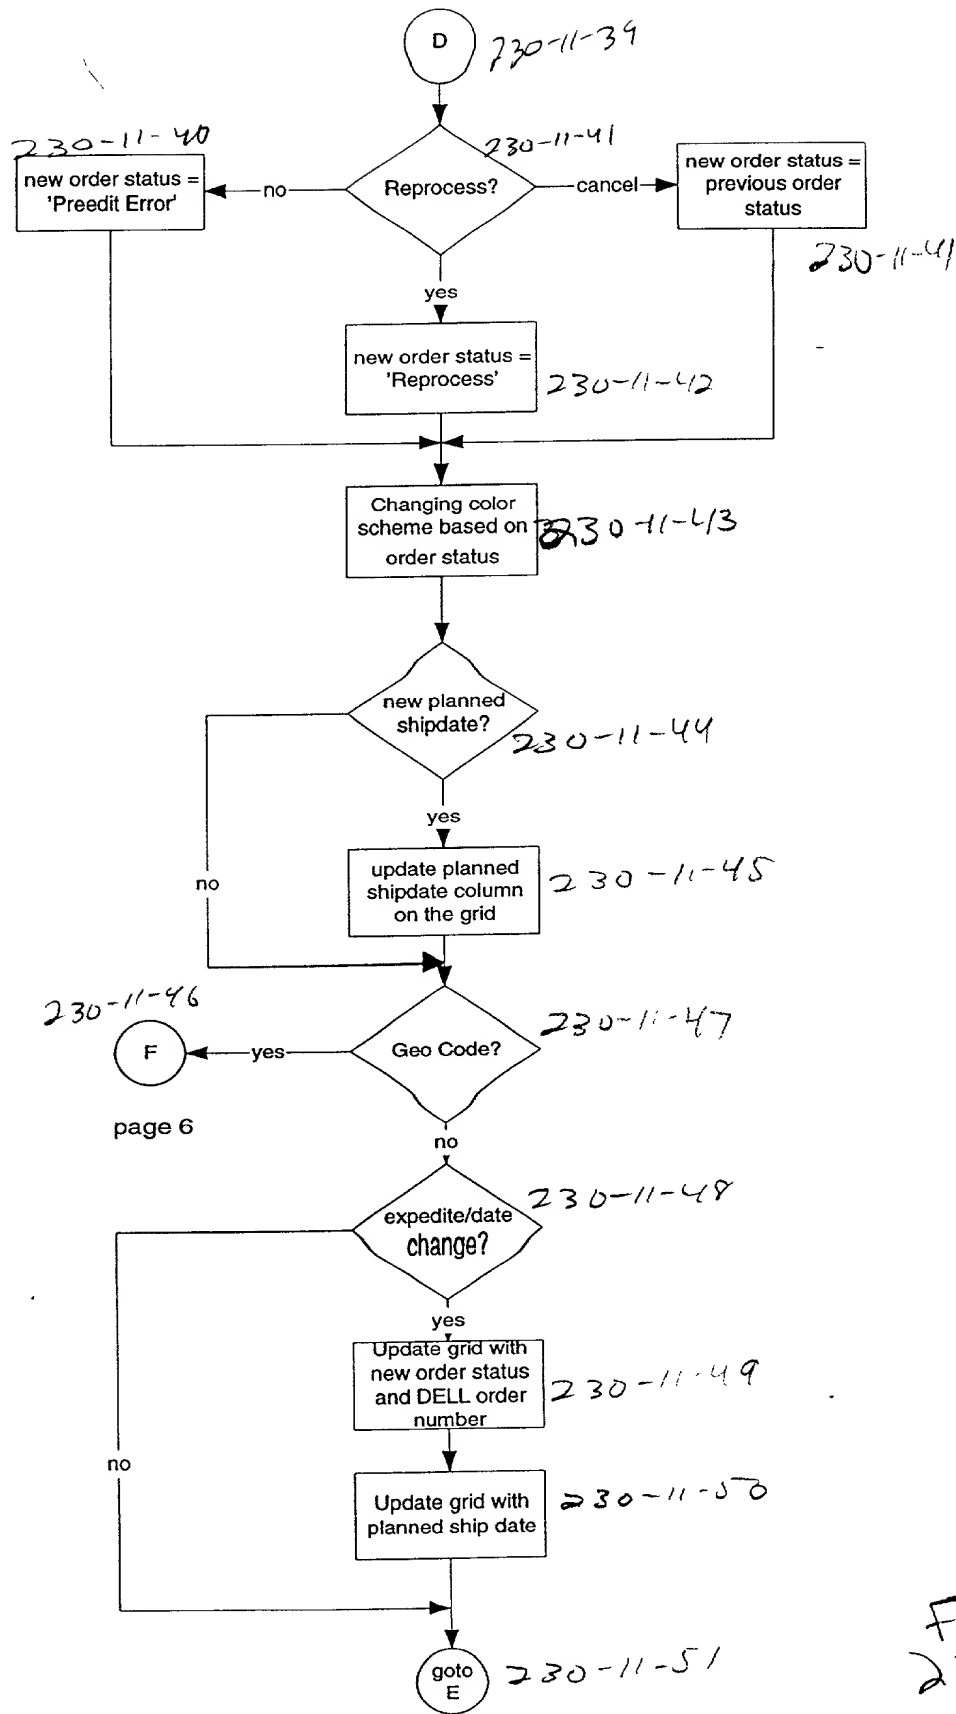 D
230-11-39
230-11-40
230-11-41
new order status =
'Preedit Error'
no
Reprocess?
cancel
new order status =
previous order
status
230-11-41
yes
new order status =
'Reprocess'
230-11-42
Changing color
scheme based on
order status
230-11-43
new planned
shipdate?
230-11-44
yes
no
update planned
shipdate column
on the grid
230-11-45
230-11-46
F
yes
Geo Code?
230-11-47
page 6
no
expedite/date
change?
230-11-48
yes
Update grid with
new order status
and DELL order
number
230-11-49
no
Update grid with
planned ship date
230-11-50
goto
E
230-11-51
F
2